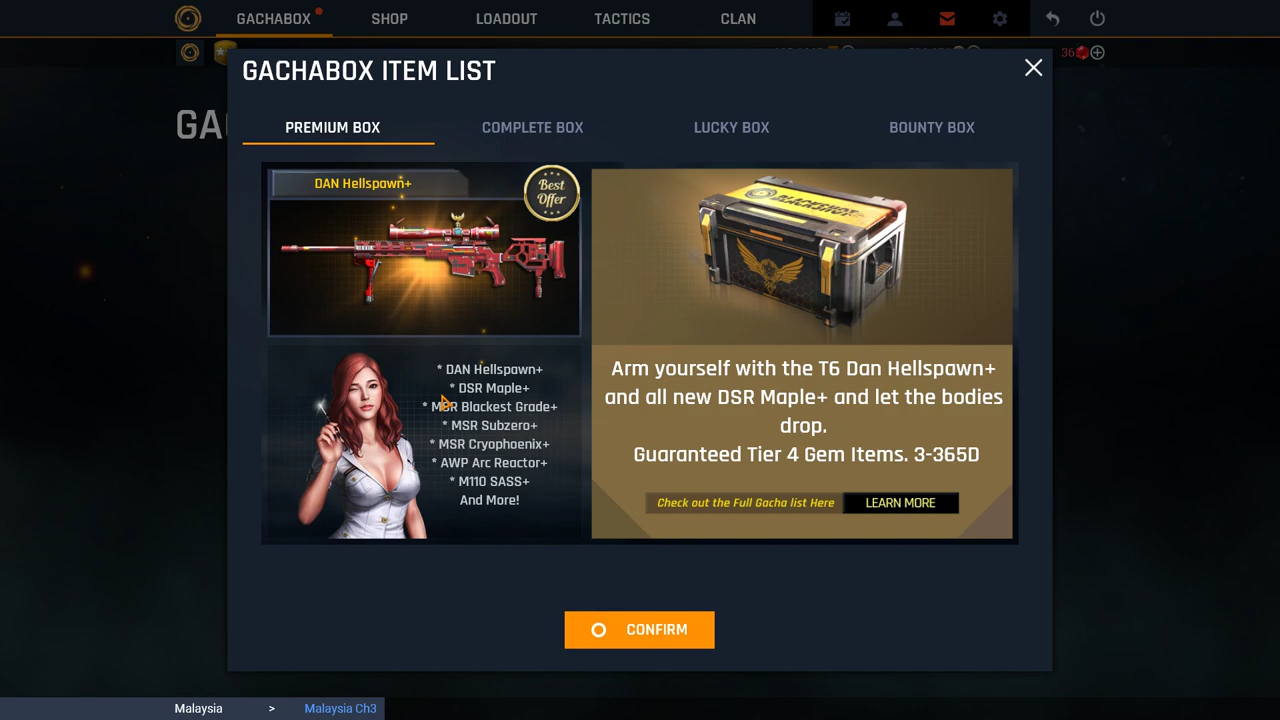 GACHABOX
SHOP
LOADOUT
TACTICS
CLAN
GACHABOX ITEM LIST
PREMIUM BOX
COMPLETE BOX
LUCKY BOX
BOUNTY BOX
DAN Hellspawn+
Best
Offer
BLACKSHOT
* DAN Hellspawn+
* DSR Maple+
* MSR Blackest Grade+
* MSR Subzero+
* MSR Cryophoenix+
* AWP Arc Reactor+
* M110 SASS+
And More!
Arm yourself with the T6 Dan Hellspawn+
and all new DSR Maple+ and let the bodies
drop.
Guaranteed Tier 4 Gem Items. 3-365D
Check out the Full Gacha list Here
LEARN MORE
CONFIRM
Malaysia > Malaysia Ch3